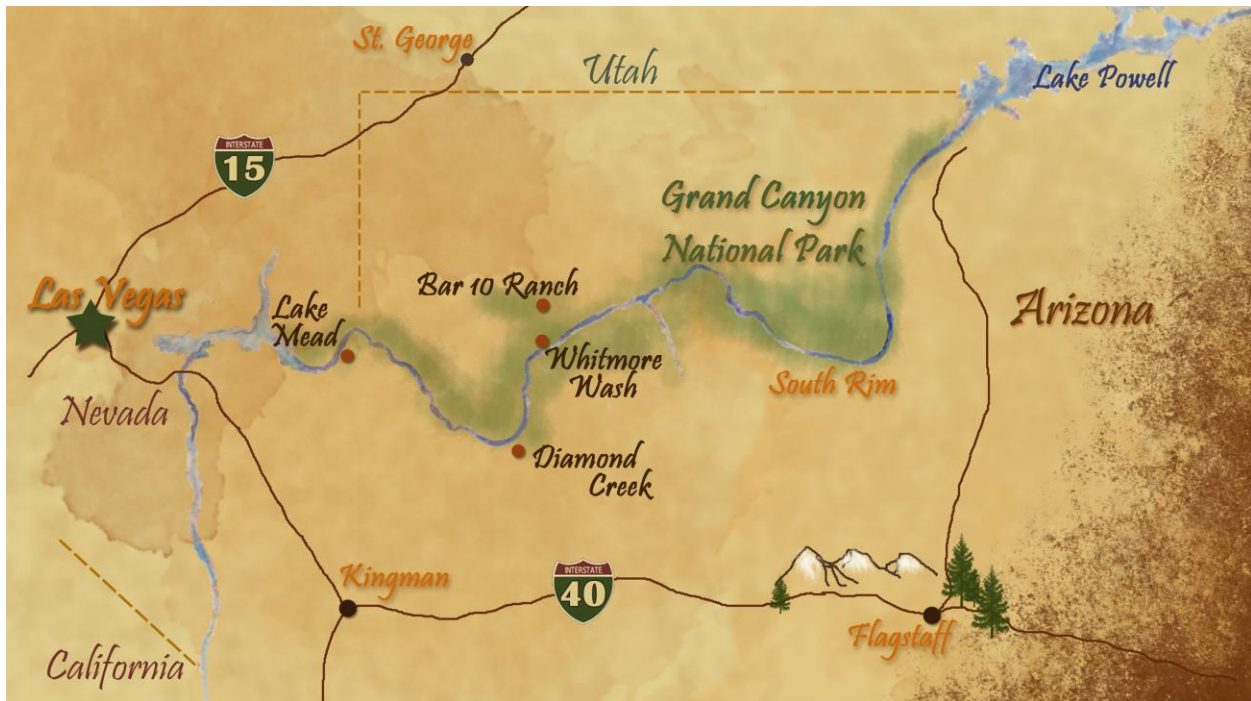 St. George
Utah
Lake Powell
INTERSTATE
15
Grand Canyon
National Park
Las Vegas
Bar 10 Ranch
Lake
Mead
Arizona
Whitmore
Wash
South Rim
Nevada
Diamond
Creek
Kingman
INTERSTATE
40
Flagstaff
California